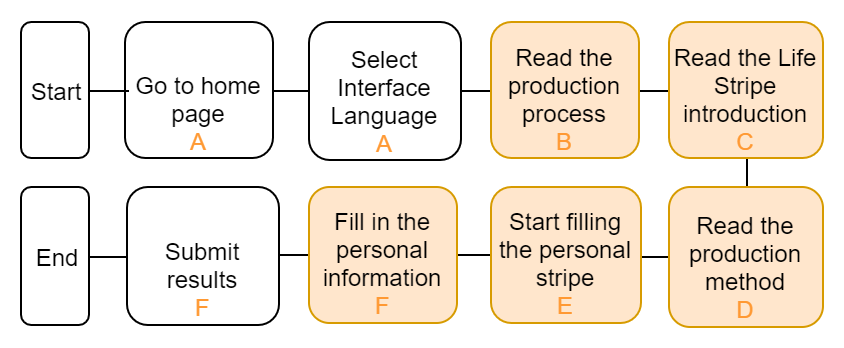 Start
Go to home
page
A
Select
Interface
Language
A
Read the
production
process
B
Read the Life
Stripe
introduction
C
Read the
production
method
D
Start filling
the personal
stripe
E
Fill in the
personal
information
F
Submit
results
F
End